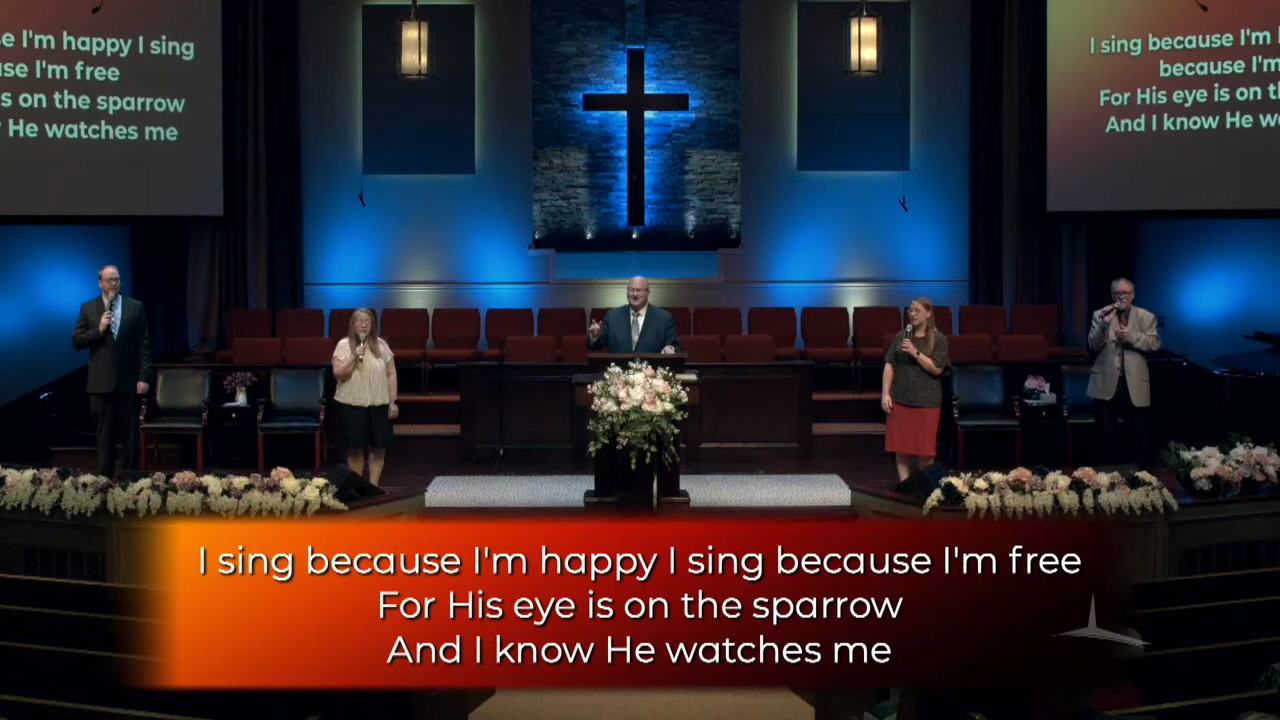 se I'm happy I sing
use I'm free
s on the sparrow
He watches me
I sing because I'm
because I'm
For His eye is on
And I know He
I sing because I'm happy I sing because I'm free
For His eye is on the sparrow
And I know He watches me